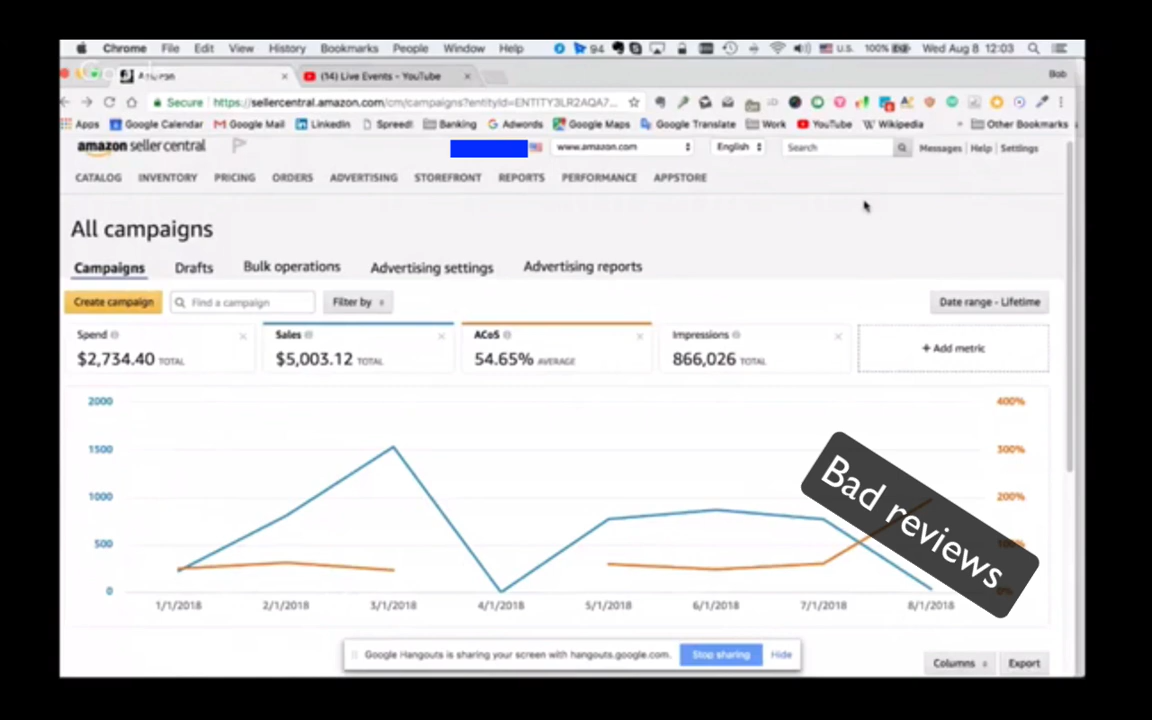 Chrome File Edit View History Bookmarks People Window Help 94 U.S. 100% Wed Aug 8 12:03
(14) Live Events - YouTube Bob
Secure https://sellercentral.amazon.com/cm/campaigns?entityId=ENTITY3LR2AQA7...
Apps Google Calendar Google Mail LinkedIn Spreed! Banking Adwords Google Maps Google Translate Work YouTube Wikipedia » Other Bookmarks
amazon seller central www.amazon.com English Search Messages Help Settings
CATALOG INVENTORY PRICING ORDERS ADVERTISING STOREFRONT REPORTS PERFORMANCE APPSTORE
All campaigns
Campaigns Drafts Bulk operations Advertising settings Advertising reports
Create campaign Find a campaign Filter by Date range - Lifetime
Spend Sales ACoS Impressions
$2,734.40 TOTAL $5,003.12 TOTAL 54.65% AVERAGE 866,026 TOTAL + Add metric
2000 400%
1500 300%
1000 200%
500
0
Bad reviews
1/1/2018 2/1/2018 3/1/2018 4/1/2018 5/1/2018 6/1/2018 7/1/2018 8/1/2018
Google Hangouts is sharing your screen with hangouts.google.com. Stop sharing Hide
Columns Export